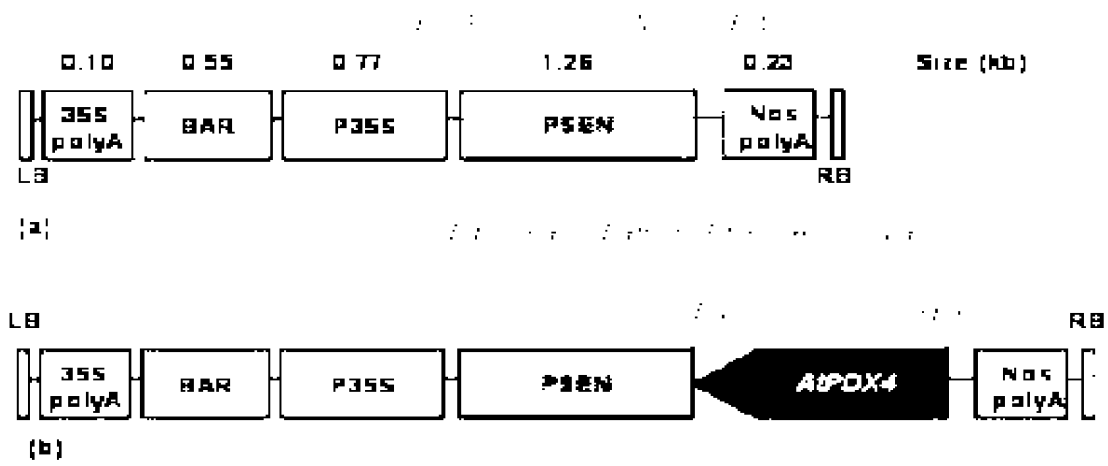 0.10 0.55 0.77 1.26 0.23 Size (kb)
35S polyA BAR P35S PSEN Nos polyA
LB RB
(a)
LB RB
35S polyA BAR P35S PSEN AtPOX4 Nos polyA
(b)